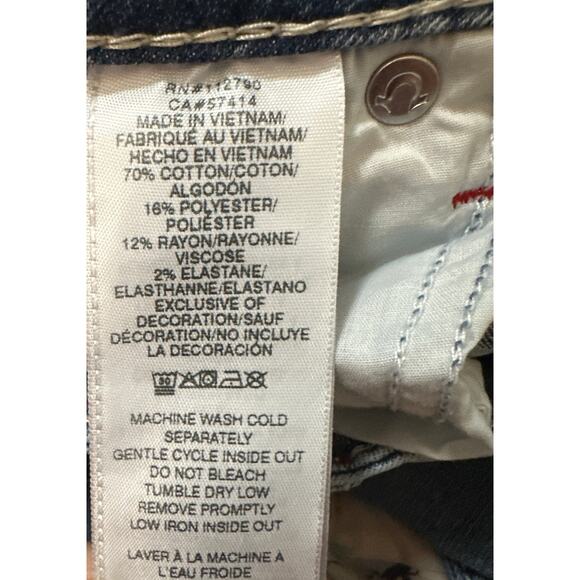 RN#112790
CA#57414
MADE IN VIETNAM/
FABRIQUÉ AU VIETNAM/
HECHO EN VIETNAM
70% COTTON/COTON/
ALGODÓN
16% POLYESTER/
POLIÉSTER
12% RAYON/RAYONNE/
VISCOSE
2% ELASTANE/
ELASTHANNE/ELASTANO
EXCLUSIVE OF
DECORATION/SAUF
DÉCORATION/NO INCLUYE
LA DECORACIÓN
30
MACHINE WASH COLD
SEPARATELY
GENTLE CYCLE INSIDE OUT
DO NOT BLEACH
TUMBLE DRY LOW
REMOVE PROMPTLY
LOW IRON INSIDE OUT
LAVER À LA MACHINE À
L'EAU FROIDE